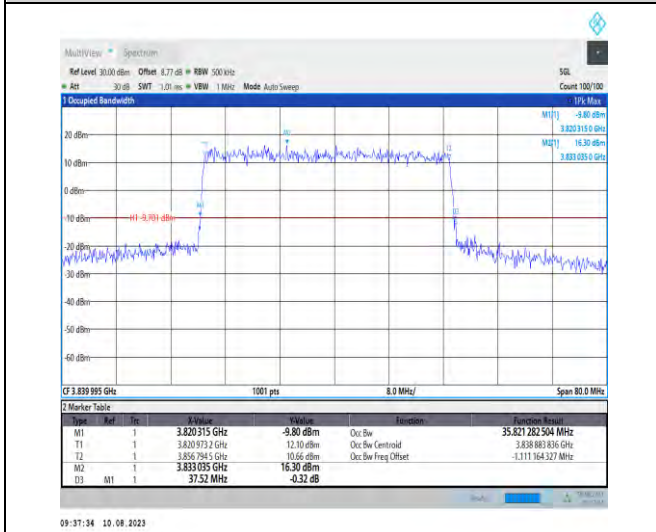 MultiView Spectrum
Ref Level 30.00 dBm Offset 8.77 dB RBW 500 kHz SGL
Att 30 dB SWT 1.01 ms VBW 1 MHz Mode Auto Sweep Count 100/100
1 Occupied Bandwidth 1Pk Max
M1[1] -9.80 dBm
3.820 315 0 GHz
M2[1] 16.30 dBm
3.833 035 0 GHz
20 dBm
M2
T1
T2
10 dBm
0 dBm
M1
D3
-10 dBm
H1 -9.701 dBm
-20 dBm
-30 dBm
-40 dBm
-50 dBm
-60 dBm
CF 3.839 995 GHz 1001 pts 8.0 MHz/ Span 80.0 MHz
2 Marker Table
Type Ref Trc X-Value Y-Value Function Function Result
M1 1 3.820 315 GHz -9.80 dBm Occ Bw 35.821 282 504 MHz
T1 1 3.820 973 2 GHz 12.10 dBm Occ Bw Centroid 3.838 883 836 GHz
T2 1 3.856 794 5 GHz 10.66 dBm Occ Bw Freq Offset -1.111 164 327 MHz
M2 1 3.833 035 GHz 16.30 dBm
D3 M1 1 37.52 MHz -0.32 dB
09:37:34 10.08.2023